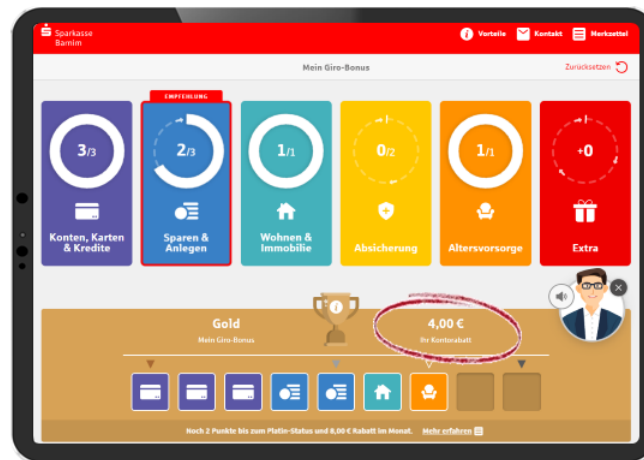 Sparkasse
Barnim
Vorteile
Kontakt
Merkzettel
Mein Giro-Bonus
Zurücksetzen
EMPFEHLUNG
3/3
2/3
1/1
0/2
1/1
+0
Konten, Karten
& Kredite
Sparen &
Anlegen
Wohnen &
Immobilie
Absicherung
Altersvorsorge
Extra
Gold
Mein Giro-Bonus
4,00 €
Ihr Kontorabatt
Noch 2 Punkte bis zum Platin-Status und 8,00 € Rabatt im Monat. Mehr erfahren